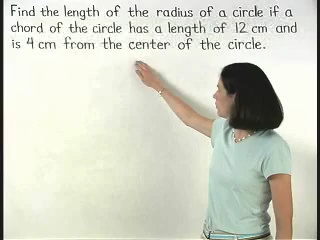 Find the length of the radius of a circle if a
chord of the circle has a length of 12 cm and
is 4 cm from the center of the circle.